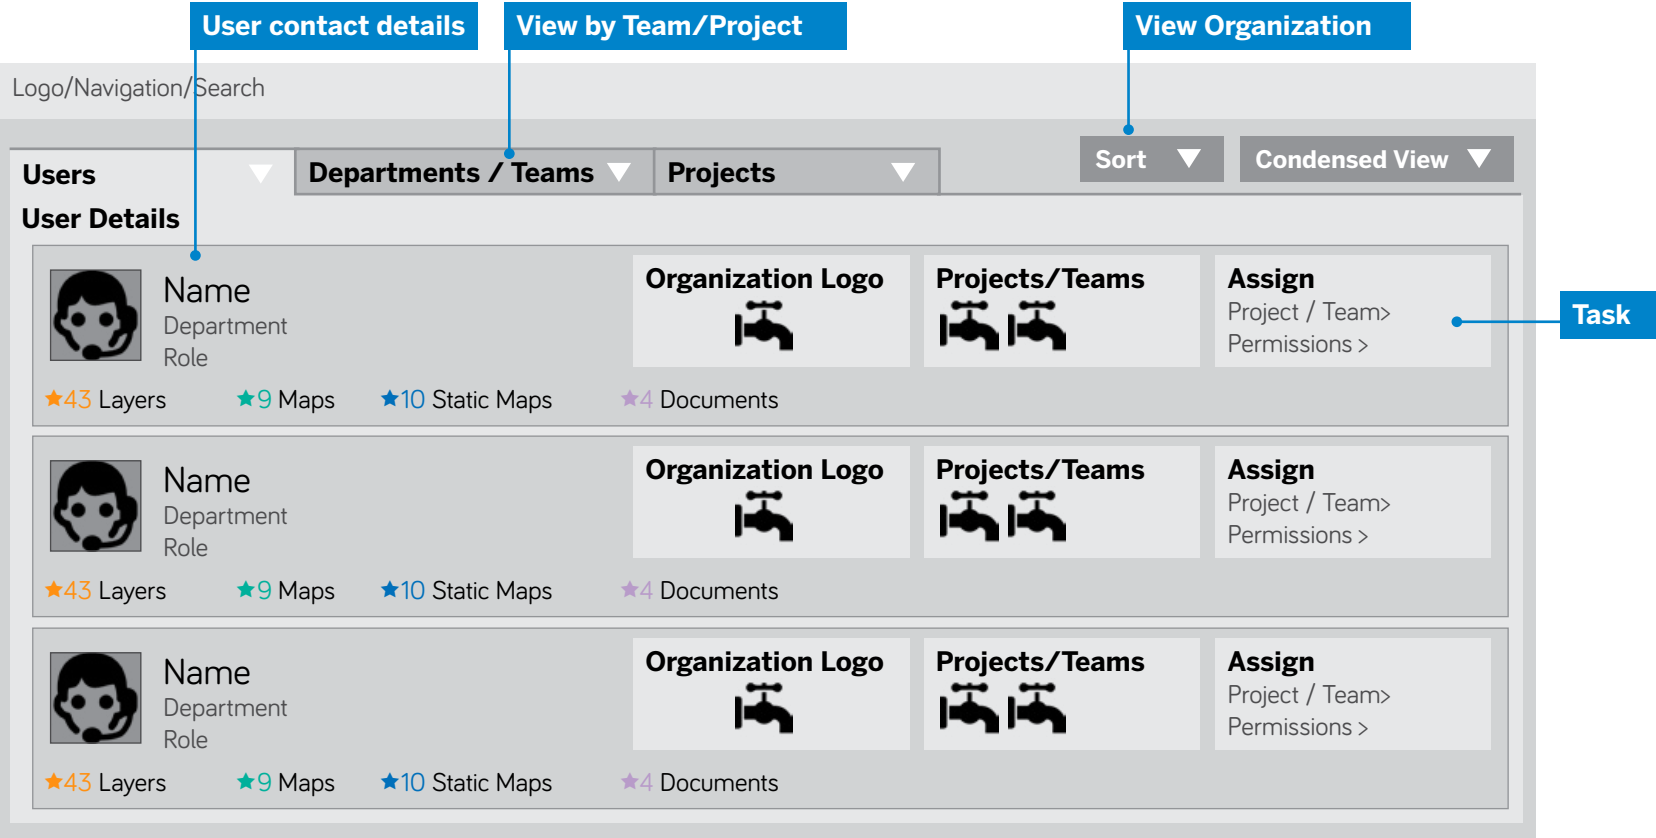 User contact details
View by Team/Project
View Organization
Logo/Navigation/Search
Users
Departments / Teams
Projects
Sort
Condensed View
User Details
Name
Department
Role
Organization Logo
Projects/Teams
Assign
Project / Team>
Permissions >
Task
43 Layers
9 Maps
10 Static Maps
4 Documents
Name
Department
Role
Organization Logo
Projects/Teams
Assign
Project / Team>
Permissions >
43 Layers
9 Maps
10 Static Maps
4 Documents
Name
Department
Role
Organization Logo
Projects/Teams
Assign
Project / Team>
Permissions >
43 Layers
9 Maps
10 Static Maps
4 Documents